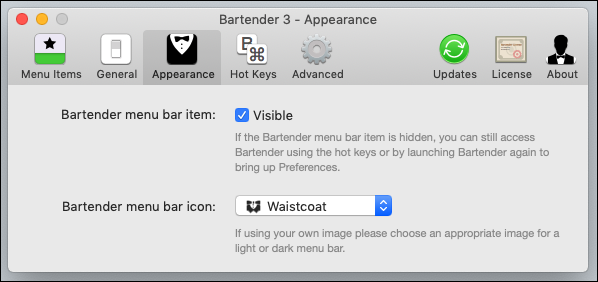 Bartender 3 - Appearance
Menu Items General Appearance Hot Keys Advanced Updates License About
Bartender menu bar item: Visible
If the Bartender menu bar item is hidden, you can still access
Bartender using the hot keys or by launching Bartender again to
bring up Preferences.
Bartender menu bar icon: Waistcoat
If using your own image please choose an appropriate image for a
light or dark menu bar.